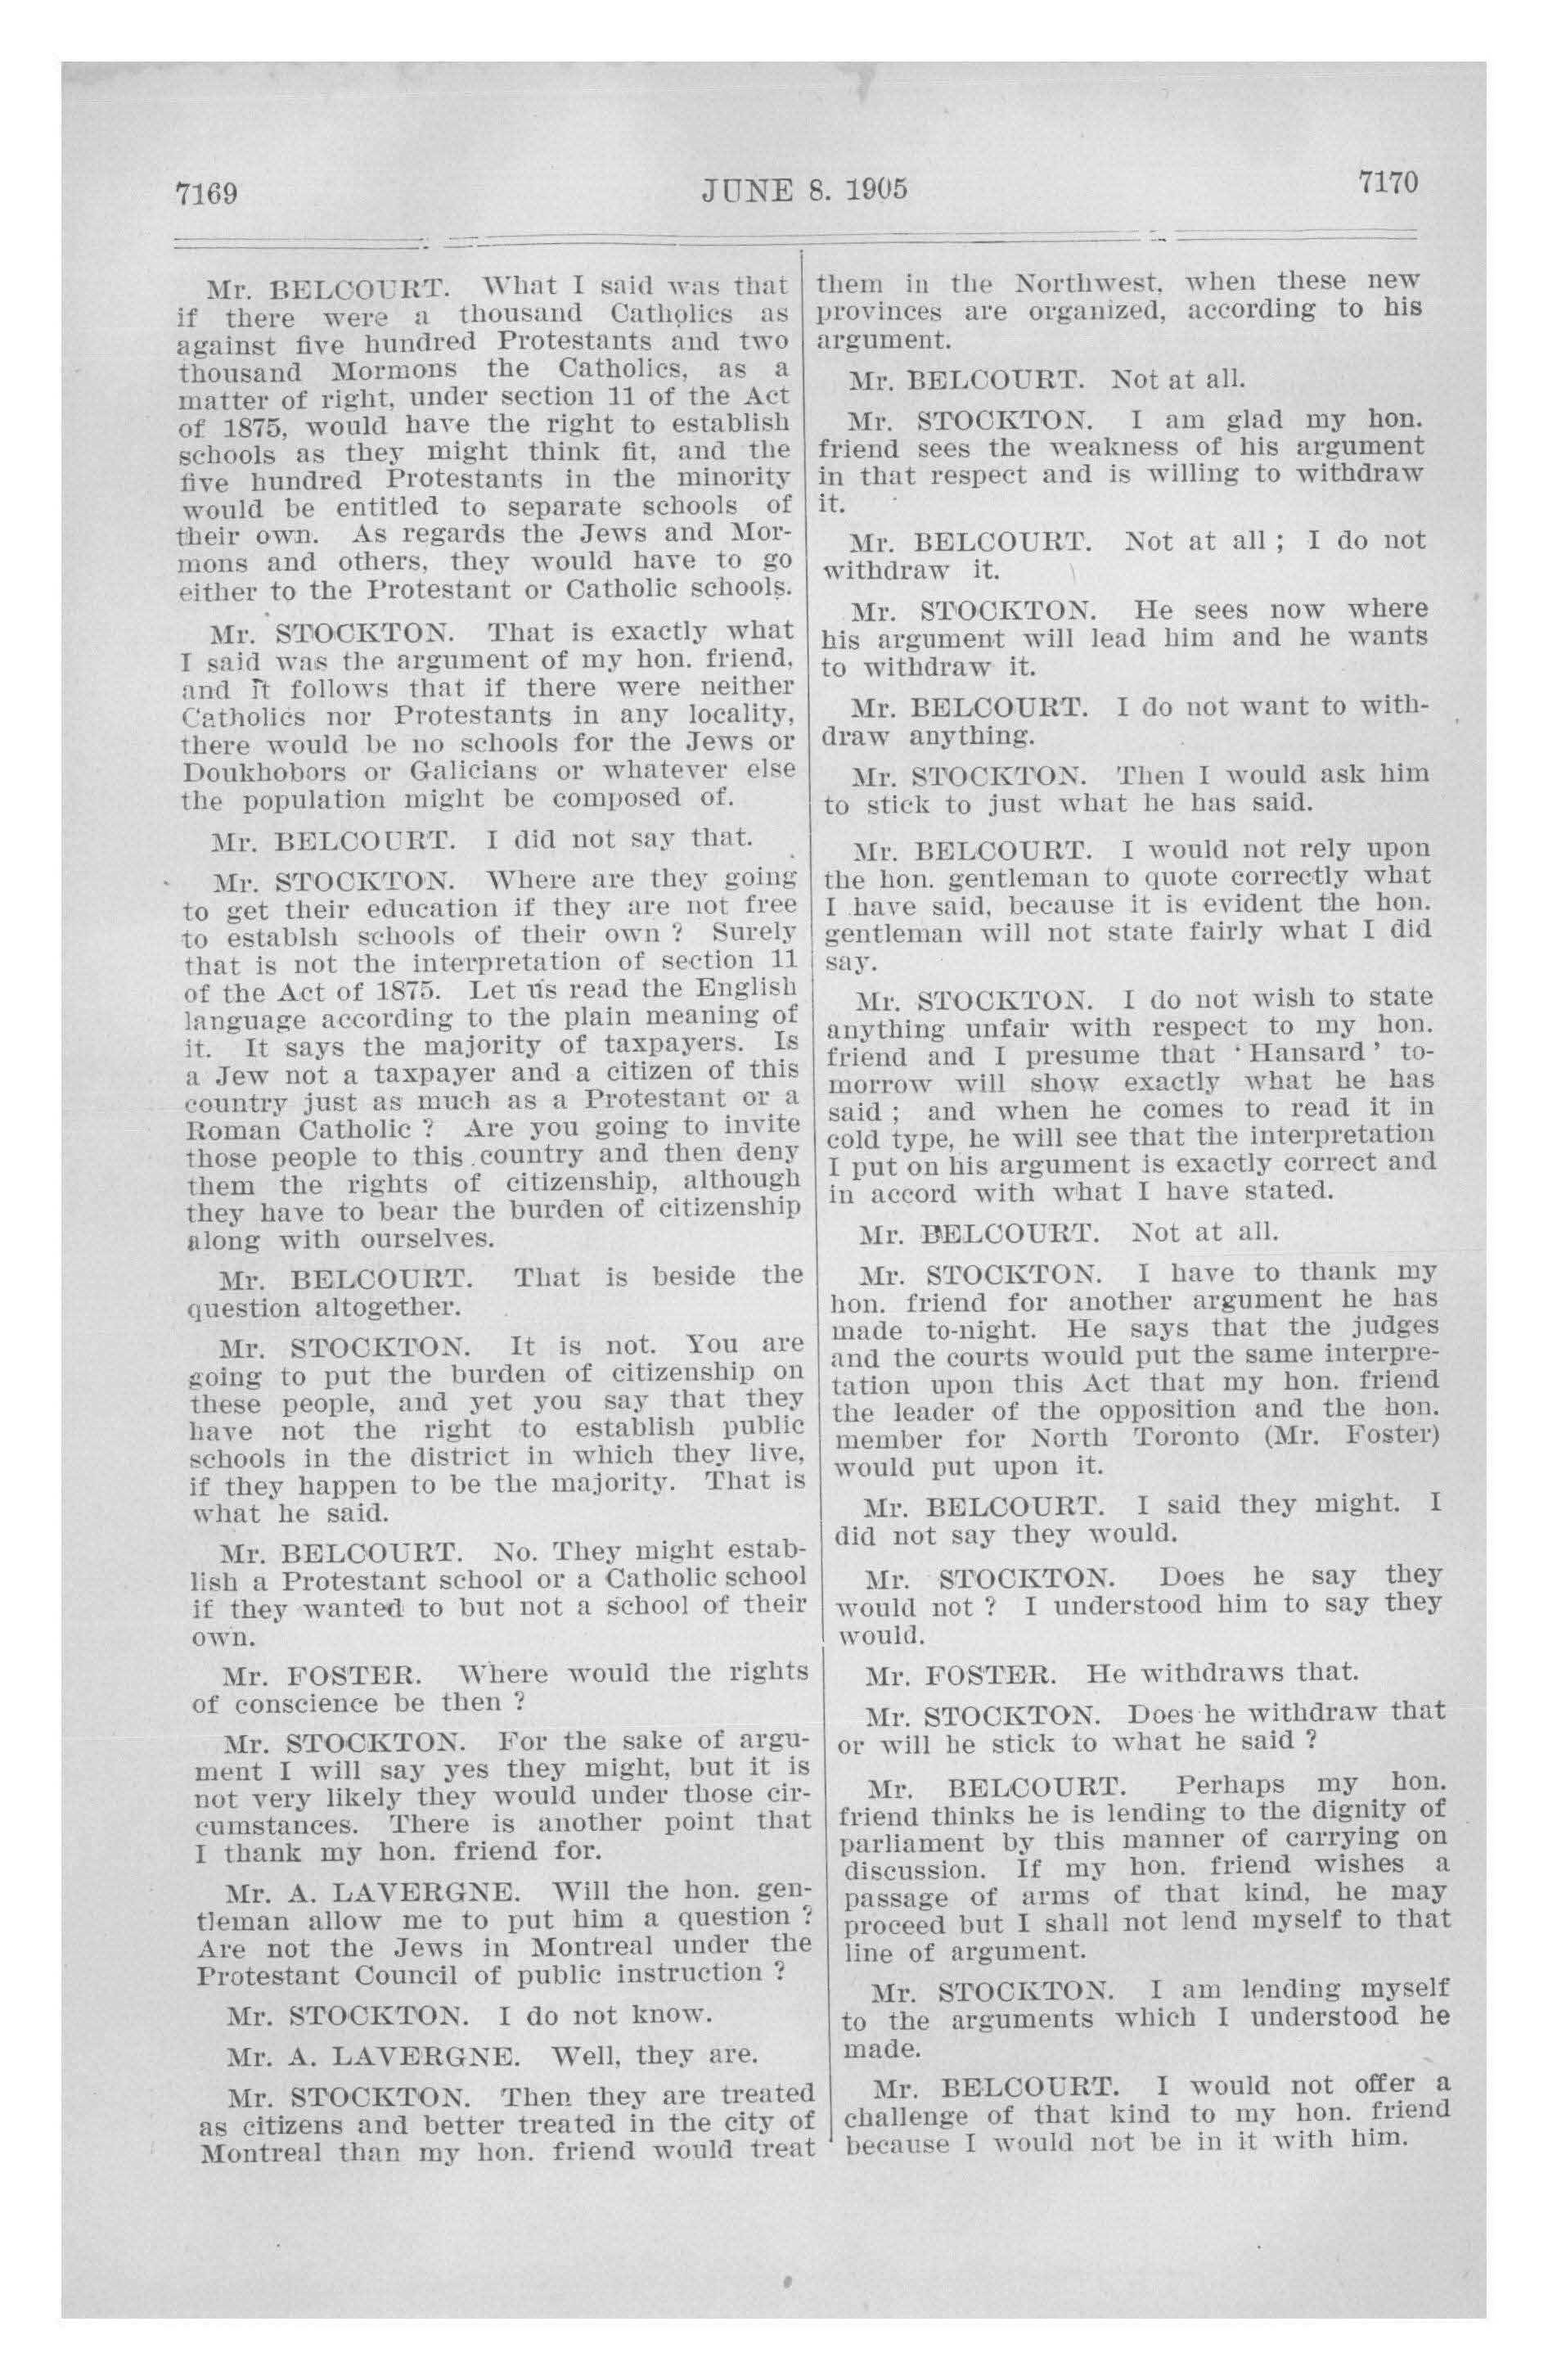 7169
JUNE 8. 1905
7170
Mr. BELCOURT. What I said was that
if there were a thousand Catholics as
against five hundred Protestants and two
thousand Mormons the Catholics, as a
matter of right, under section 11 of the Act
of 1875, would have the right to establish
schools as they might think fit, and the
five hundred Protestants in the minority
would be entitled to separate schools of
their own. As regards the Jews and Mor-
mons and others, they would have to go
either to the Protestant or Catholic schools.
Mr. STOCKTON. That is exactly what
I said was the argument of my hon. friend,
and it follows that if there were neither
Catholics nor Protestants in any locality,
there would be no schools for the Jews or
Doukhobors or Galicians or whatever else
the population might be composed of.
Mr. BELCOURT. I did not say that.
Mr. STOCKTON. Where are they going
to get their education if they are not free
to establsh schools of their own ? Surely
that is not the interpretation of section 11
of the Act of 1875. Let us read the English
language according to the plain meaning of
it. It says the majority of taxpayers. Is
a Jew not a taxpayer and a citizen of this
country just as much as a Protestant or a
Roman Catholic ? Are you going to invite
those people to this country and then deny
them the rights of citizenship, although
they have to bear the burden of citizenship
along with ourselves.
Mr. BELCOURT. That is beside the
question altogether.
Mr. STOCKTON. It is not. You are
going to put the burden of citizenship on
these people, and yet you say that they
have not the right to establish public
schools in the district in which they live,
if they happen to be the majority. That is
what he said.
Mr. BELCOURT. No. They might estab-
lish a Protestant school or a Catholic school
if they wanted to but not a school of their
own.
Mr. FOSTER. Where would the rights
of conscience be then ?
Mr. STOCKTON. For the sake of argu-
ment I will say yes they might, but it is
not very likely they would under those cir-
cumstances. There is another point that
I thank my hon. friend for.
Mr. A. LAVERGNE. Will the hon. gen-
tleman allow me to put him a question ?
Are not the Jews in Montreal under the
Protestant Council of public instruction ?
Mr. STOCKTON. I do not know.
Mr. A. LAVERGNE. Well, they are.
Mr. STOCKTON. Then they are treated
as citizens and better treated in the city of
Montreal than my hon. friend would treat
them in the Northwest, when these new
provinces are organized, according to his
argument.
Mr. BELCOURT. Not at all.
Mr. STOCKTON. I am glad my hon.
friend sees the weakness of his argument
in that respect and is willing to withdraw
it.
Mr. BELCOURT. Not at all ; I do not
withdraw it.
Mr. STOCKTON. He sees now where
his argument will lead him and he wants
to withdraw it.
Mr. BELCOURT. I do not want to with-
draw anything.
Mr. STOCKTON. Then I would ask him
to stick to just what he has said.
Mr. BELCOURT. I would not rely upon
the hon. gentleman to quote correctly what
I have said, because it is evident the hon.
gentleman will not state fairly what I did
say.
Mr. STOCKTON. I do not wish to state
anything unfair with respect to my hon.
friend and I presume that ' Hansard ' to-
morrow will show exactly what he has
said ; and when he comes to read it in
cold type, he will see that the interpretation
I put on his argument is exactly correct and
in accord with what I have stated.
Mr. BELCOURT. Not at all.
Mr. STOCKTON. I have to thank my
hon. friend for another argument he has
made to-night. He says that the judges
and the courts would put the same interpre-
tation upon this Act that my hon. friend
the leader of the opposition and the hon.
member for North Toronto (Mr. Foster)
would put upon it.
Mr. BELCOURT. I said they might. I
did not say they would.
Mr. STOCKTON. Does he say they
would not ? I understood him to say they
would.
Mr. FOSTER. He withdraws that.
Mr. STOCKTON. Does he withdraw that
or will he stick to what he said ?
Mr. BELCOURT. Perhaps my hon.
friend thinks he is lending to the dignity of
parliament by this manner of carrying on
discussion. If my hon. friend wishes a
passage of arms of that kind, he may
proceed but I shall not lend myself to that
line of argument.
Mr. STOCKTON. I am lending myself
to the arguments which I understood he
made.
Mr. BELCOURT. I would not offer a
challenge of that kind to my hon. friend
because I would not be in it with him.